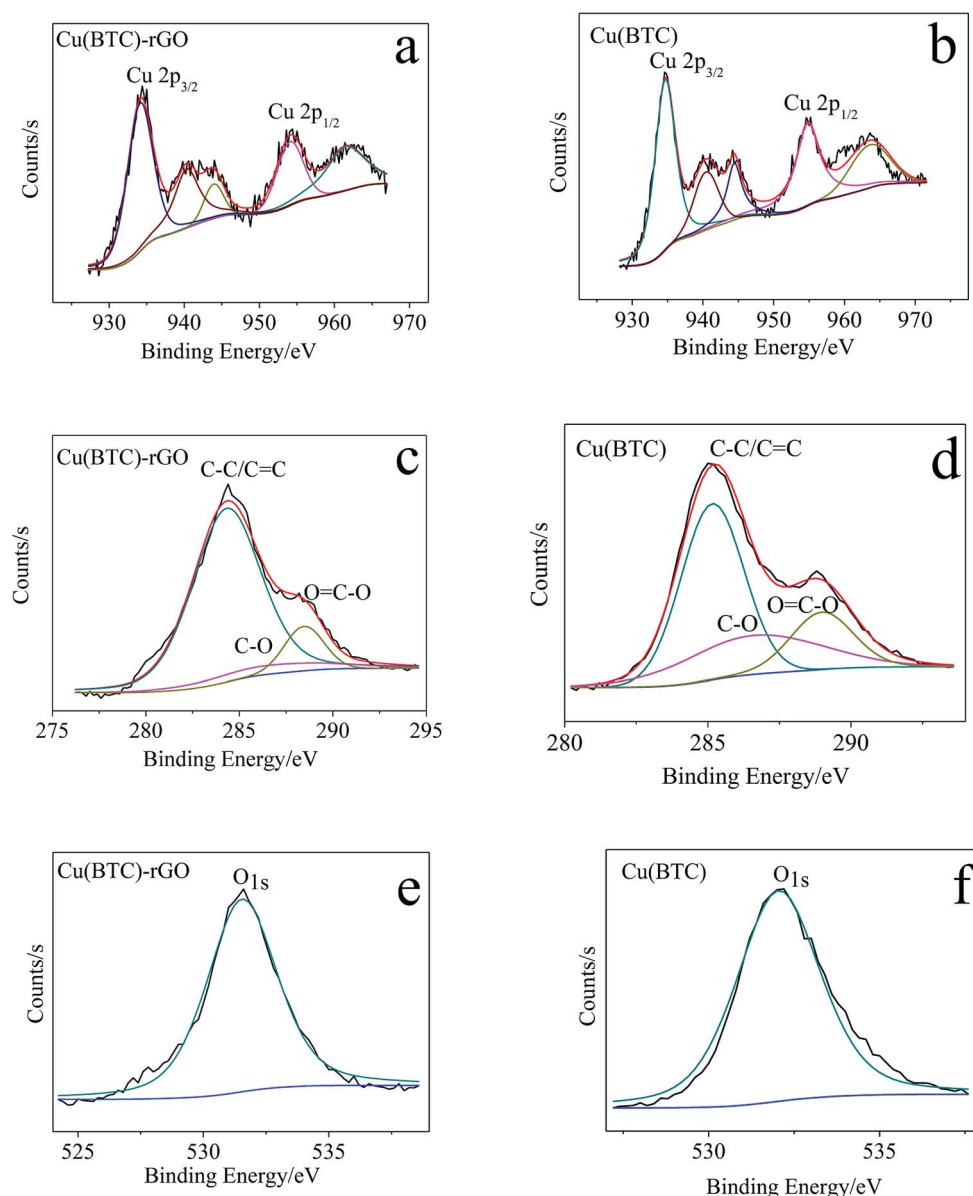 Cu(BTC)-rGO
a
Cu 2p3/2
Cu 2p1/2
Counts/s
930 940 950 960 970
Binding Energy/eV
Cu(BTC)
b
Cu 2p3/2
Cu 2p1/2
Counts/s
930 940 950 960 970
Binding Energy/eV
Cu(BTC)-rGO
c
C-C/C=C
O=C-O
C-O
Counts/s
275 280 285 290 295
Binding Energy/eV
Cu(BTC)
d
C-C/C=C
O=C-O
C-O
Counts/s
280 285 290
Binding Energy/eV
Cu(BTC)-rGO
e
O1s
Counts/s
525 530 535
Binding Energy/eV
Cu(BTC)
f
O1s
Counts/s
530 535
Binding Energy/eV